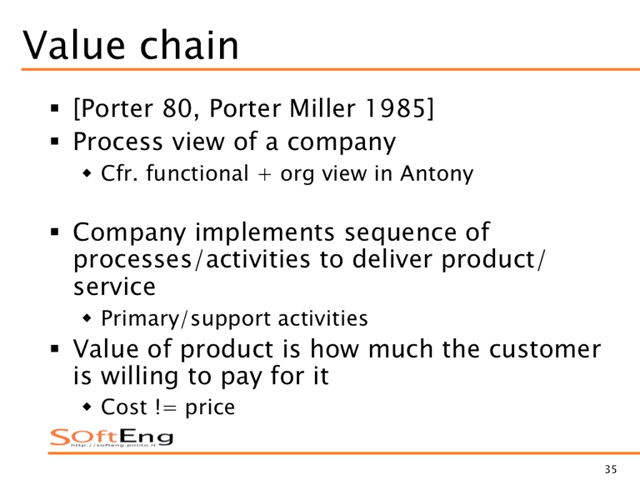 Value chain
▪ [Porter 80, Porter Miller 1985]
▪ Process view of a company
◆ Cfr. functional + org view in Antony
▪ Company implements sequence of
processes/activities to deliver product/
service
◆ Primary/support activities
▪ Value of product is how much the customer
is willing to pay for it
◆ Cost != price
SOftEng
http://softeng.polito.it
35